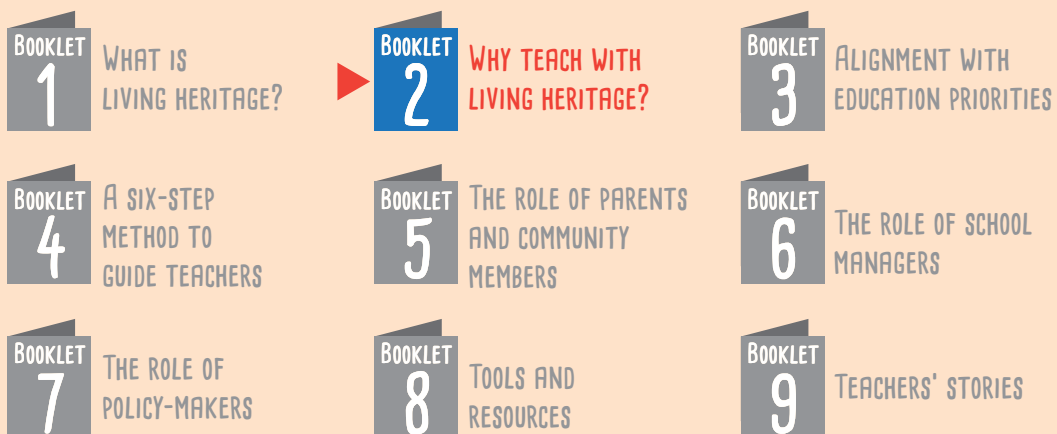 BOOKLET
1
WHAT IS
LIVING HERITAGE?
BOOKLET
2
WHY TEACH WITH
LIVING HERITAGE?
BOOKLET
3
ALIGNMENT WITH
EDUCATION PRIORITIES
BOOKLET
4
A SIX-STEP
METHOD TO
GUIDE TEACHERS
BOOKLET
5
THE ROLE OF PARENTS
AND COMMUNITY
MEMBERS
BOOKLET
6
THE ROLE OF SCHOOL
MANAGERS
BOOKLET
7
THE ROLE OF
POLICY-MAKERS
BOOKLET
8
TOOLS AND
RESOURCES
BOOKLET
9
TEACHERS' STORIES